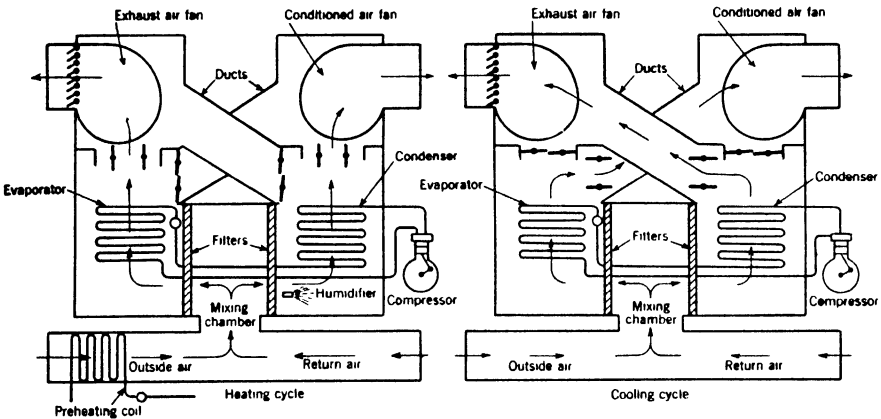 Exhaust air fan
Conditioned air fan
Ducts
Condenser
Evaporator
Filters
Humidifier
Compressor
Mixing
chamber
Outside air
Return air
Preheating coil
Heating cycle
Exhaust air fan
Conditioned air fan
Ducts
Condenser
Evaporator
Filters
Compressor
Mixing
chamber
Outside air
Return air
Cooling cycle